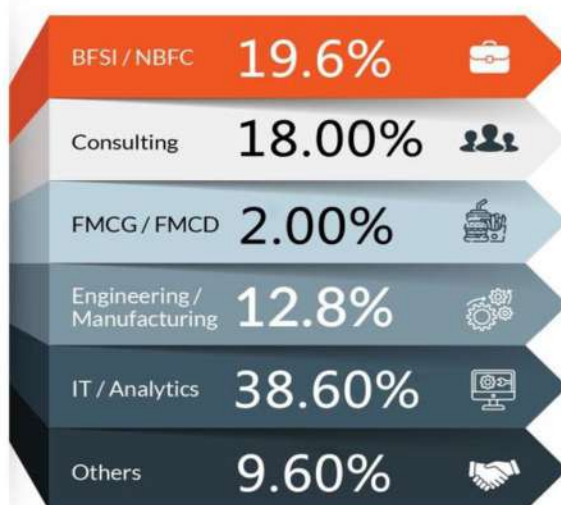 BFSI / NBFC 19.6%
Consulting 18.00%
FMCG / FMCD 2.00%
Engineering /
Manufacturing 12.8%
IT / Analytics 38.60%
Others 9.60%